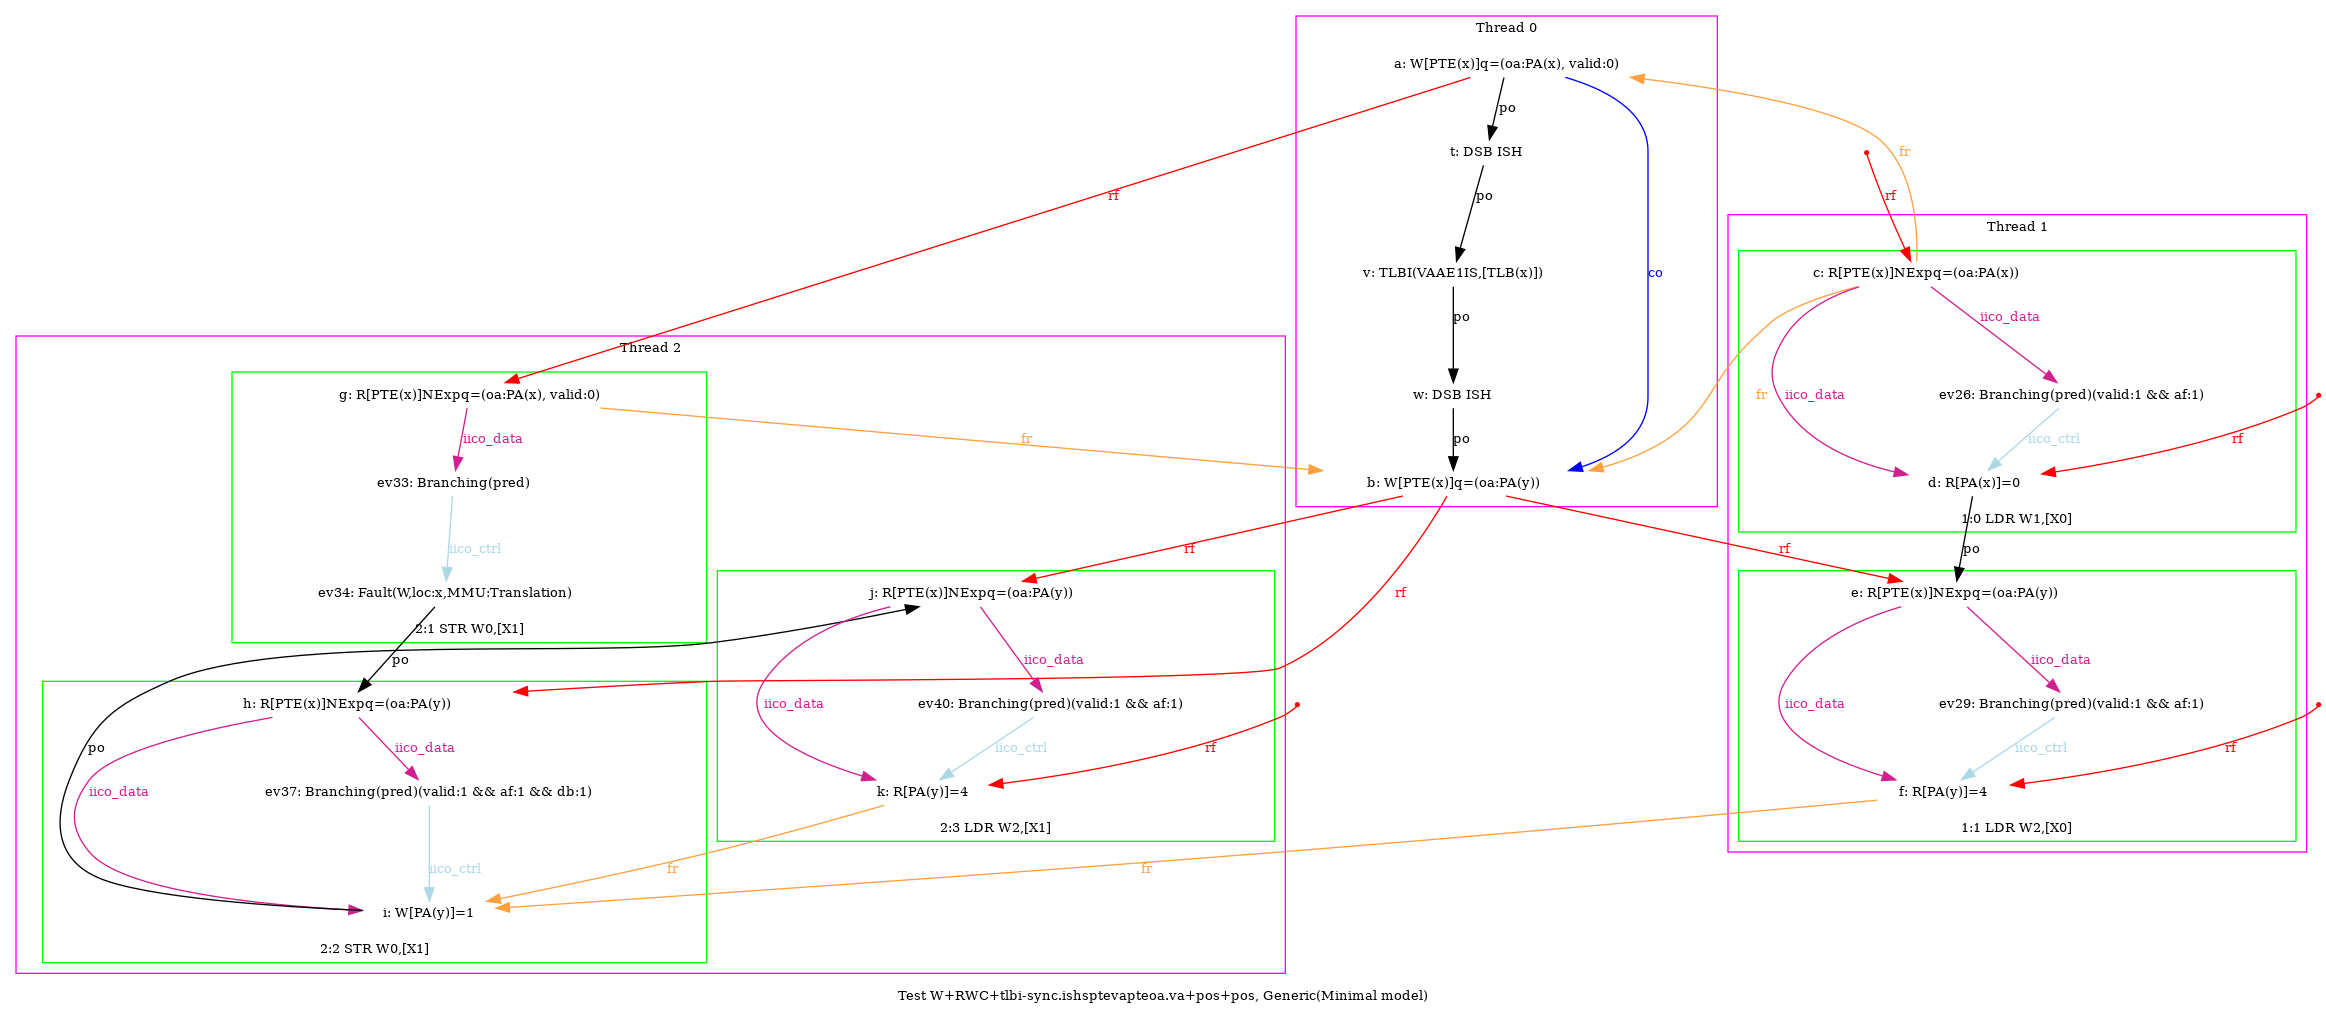 Thread 0
a: W[PTE(x)]q=(oa:PA(x), valid:0)
po
t: DSB ISH
fr
rf
po
rf
Thread 1
v: TLBI(VAAE1IS,[TLB(x)])
co
c: R[PTE(x)]NExpq=(oa:PA(x))
po
iico_data
Thread 2
g: R[PTE(x)]NExpq=(oa:PA(x), valid:0)
w: DSB ISH
fr
iico_data
ev26: Branching(pred)(valid:1 && af:1)
iico_data
fr
po
iico_ctrl
rf
ev33: Branching(pred)
b: W[PTE(x)]q=(oa:PA(y))
d: R[PA(x)]=0
1:0 LDR W1,[X0]
iico_ctrl
rf
rf
po
ev34: Fault(W,loc:x,MMU:Translation)
j: R[PTE(x)]NExpq=(oa:PA(y))
rf
e: R[PTE(x)]NExpq=(oa:PA(y))
2:1 STR W0,[X1]
po
iico_data
iico_data
h: R[PTE(x)]NExpq=(oa:PA(y))
iico_data
ev40: Branching(pred)(valid:1 && af:1)
iico_data
ev29: Branching(pred)(valid:1 && af:1)
po
iico_data
iico_ctrl
rf
iico_ctrl
rf
iico_data
ev37: Branching(pred)(valid:1 && af:1 && db:1)
k: R[PA(y)]=4
f: R[PA(y)]=4
2:3 LDR W2,[X1]
1:1 LDR W2,[X0]
iico_ctrl
fr
fr
i: W[PA(y)]=1
2:2 STR W0,[X1]
Test W+RWC+tlbi-sync.ishsptevapteoa.va+pos+pos, Generic(Minimal model)